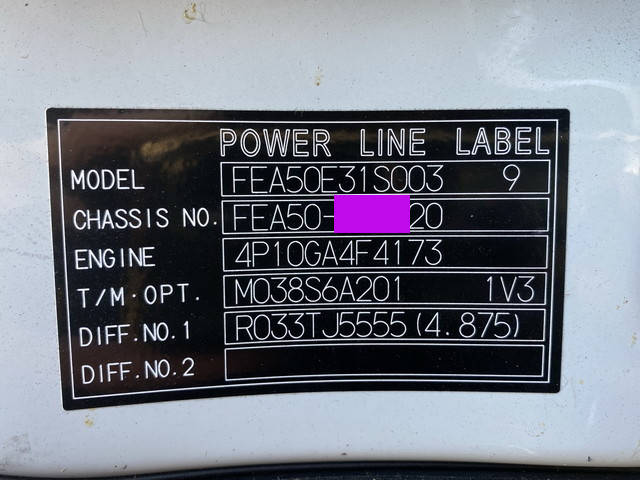 POWER LINE LABEL
MODEL FEA50E31S003 9
CHASSIS NO. FEA50- 20
ENGINE 4P10GA4F4173
T/M·OPT. M038S6A201 1V3
DIFF.NO.1 R033TJ5555(4.875)
DIFF.NO.2